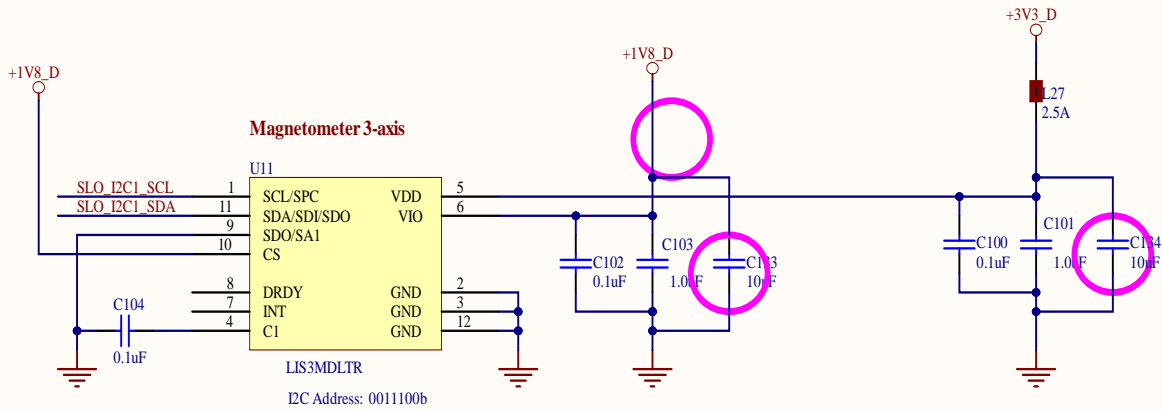 +3V3_D
+1V8_D
+1V8_D
L27
2.5A
Magnetometer 3-axis
U11
SLO_I2C1_SCL 1 SCL/SPC VDD 5
SLO_I2C1_SDA 11 SDA/SDI/SDO VIO 6
9 SDO/SA1
10 CS
8 DRDY GND 2
7 INT GND 3
4 C1 GND 12
C104
0.1uF
C102
0.1uF
C103
1.0uF
10uF
C100
0.1uF
C101
1.0uF
C134
10uF
LIS3MDLTR
I2C Address: 0011100b